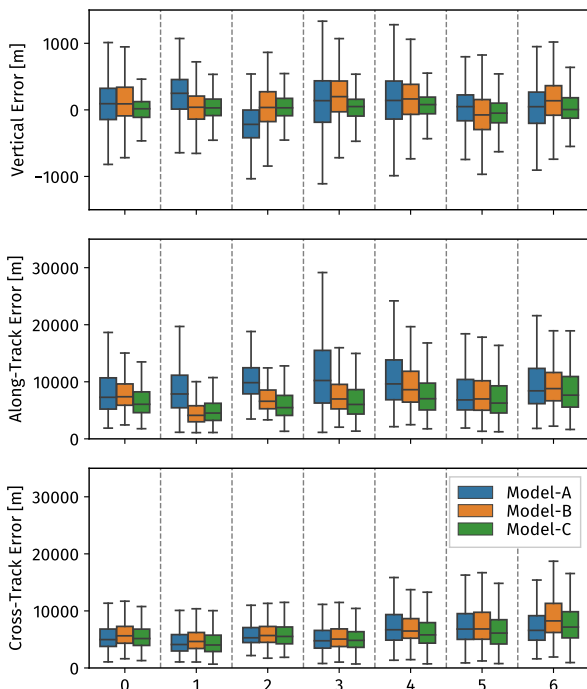 Vertical Error [m]
1000
0
−1000
Along-Track Error [m]
30000
20000
10000
0
Cross-Track Error [m]
30000
20000
10000
0
Model-A
Model-B
Model-C
0 1 2 3 4 5 6